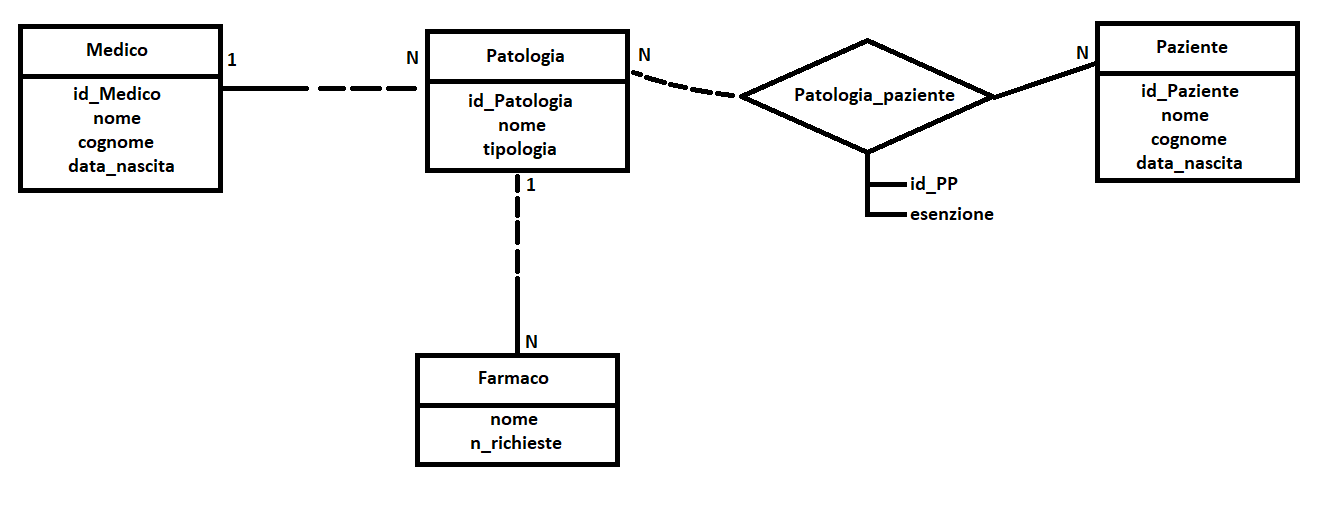 Medico
id_Medico
nome
cognome
data_nascita
1
N
Patologia
id_Patologia
nome
tipologia
N
Patologia_paziente
id_PP
esenzione
N
Paziente
id_Paziente
nome
cognome
data_nascita
1
N
Farmaco
nome
n_richieste